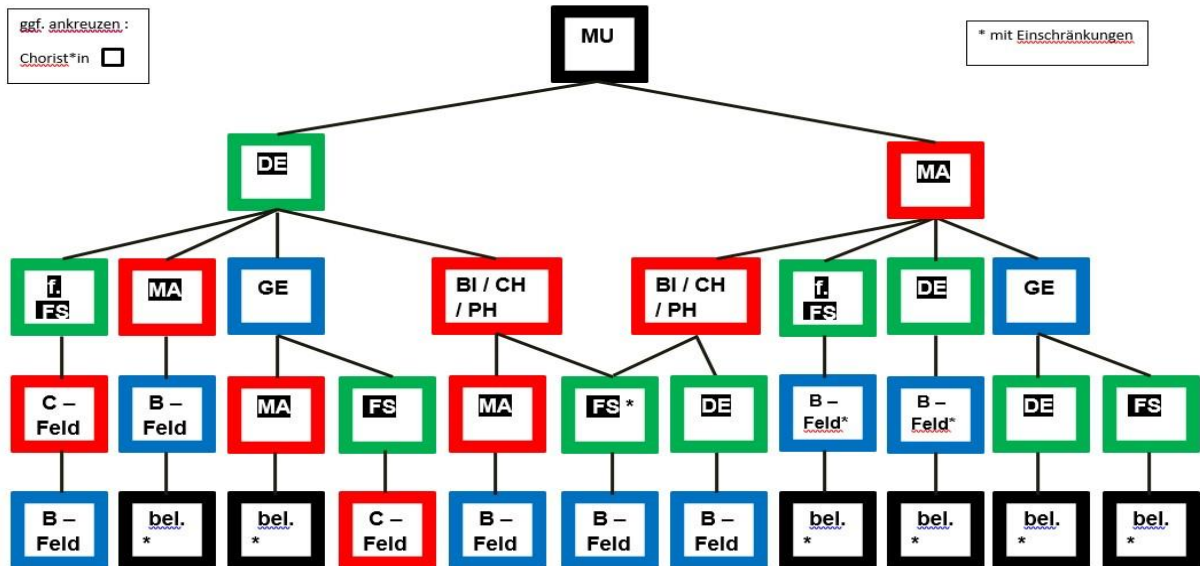 ggf. ankreuzen :
Chorist*in
MU
* mit Einschränkungen
DE
MA
f.
FS
MA
GE
BI / CH
/ PH
BI / CH
/ PH
f.
FS
DE
GE
C –
Feld
B –
Feld
MA
FS
MA
FS *
DE
B –
Feld*
B –
Feld*
DE
FS
B –
Feld
bel.
*
bel.
*
C –
Feld
B –
Feld
B –
Feld
B –
Feld
bel.
*
bel.
*
bel.
*
bel.
*